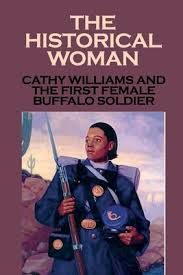 THE
HISTORICAL
WOMAN
CATHY WILLIAMS AND
THE FIRST FEMALE
BUFFALO SOLDIER